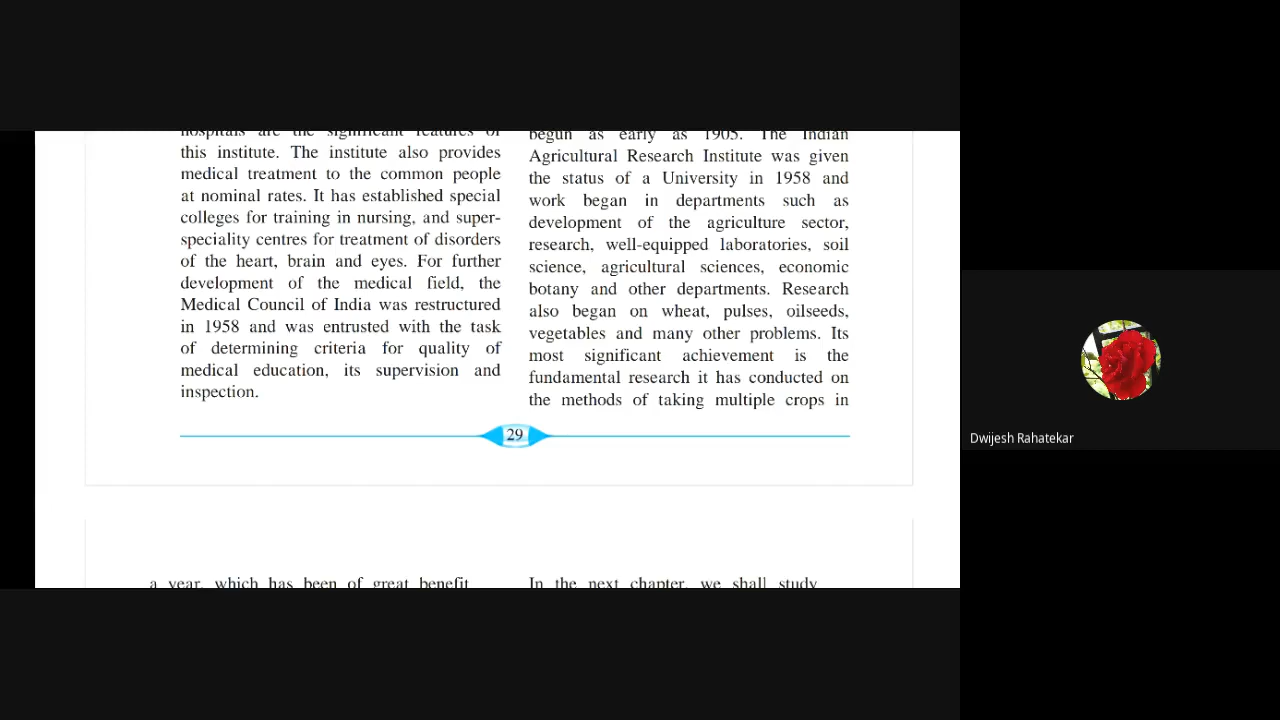 hospitals are the significant features of
this institute. The institute also provides
medical treatment to the common people
at nominal rates. It has established special
colleges for training in nursing, and super-
speciality centres for treatment of disorders
of the heart, brain and eyes. For further
development of the medical field, the
Medical Council of India was restructured
in 1958 and was entrusted with the task
of determining criteria for quality of
medical education, its supervision and
inspection.
begun as early as 1905. The Indian
Agricultural Research Institute was given
the status of a University in 1958 and
work began in departments such as
development of the agriculture sector,
research, well-equipped laboratories, soil
science, agricultural sciences, economic
botany and other departments. Research
also began on wheat, pulses, oilseeds,
vegetables and many other problems. Its
most significant achievement is the
fundamental research it has conducted on
the methods of taking multiple crops in
29
a year, which has been of great benefit
In the next chapter, we shall study
Dwijesh Rahatekar